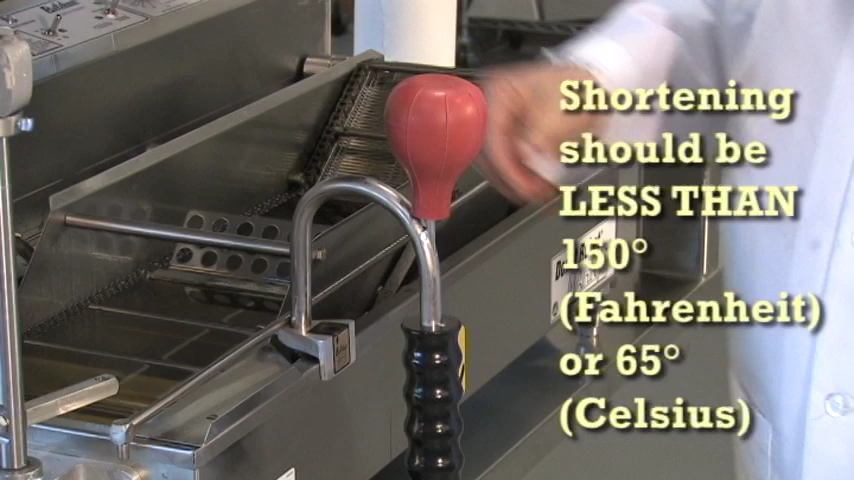 Shortening
should be
LESS THAN
150°
(Fahrenheit)
or 65°
(Celsius)